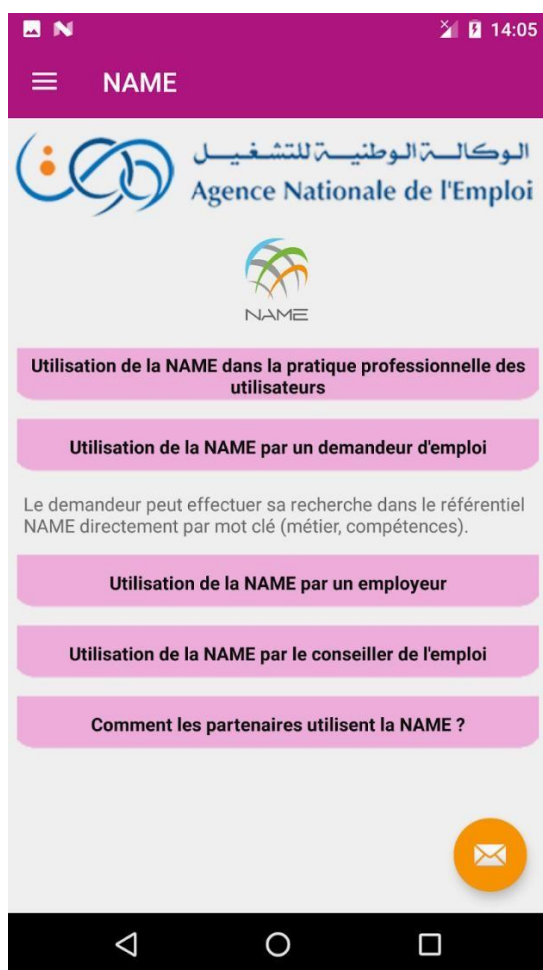 14:05
NAME
الوكالة الوطنية للتشغيل
Agence Nationale de l'Emploi
NAME
Utilisation de la NAME dans la pratique professionnelle des
utilisateurs
Utilisation de la NAME par un demandeur d'emploi
Le demandeur peut effectuer sa recherche dans le référentiel
NAME directement par mot clé (métier, compétences).
Utilisation de la NAME par un employeur
Utilisation de la NAME par le conseiller de l'emploi
Comment les partenaires utilisent la NAME ?